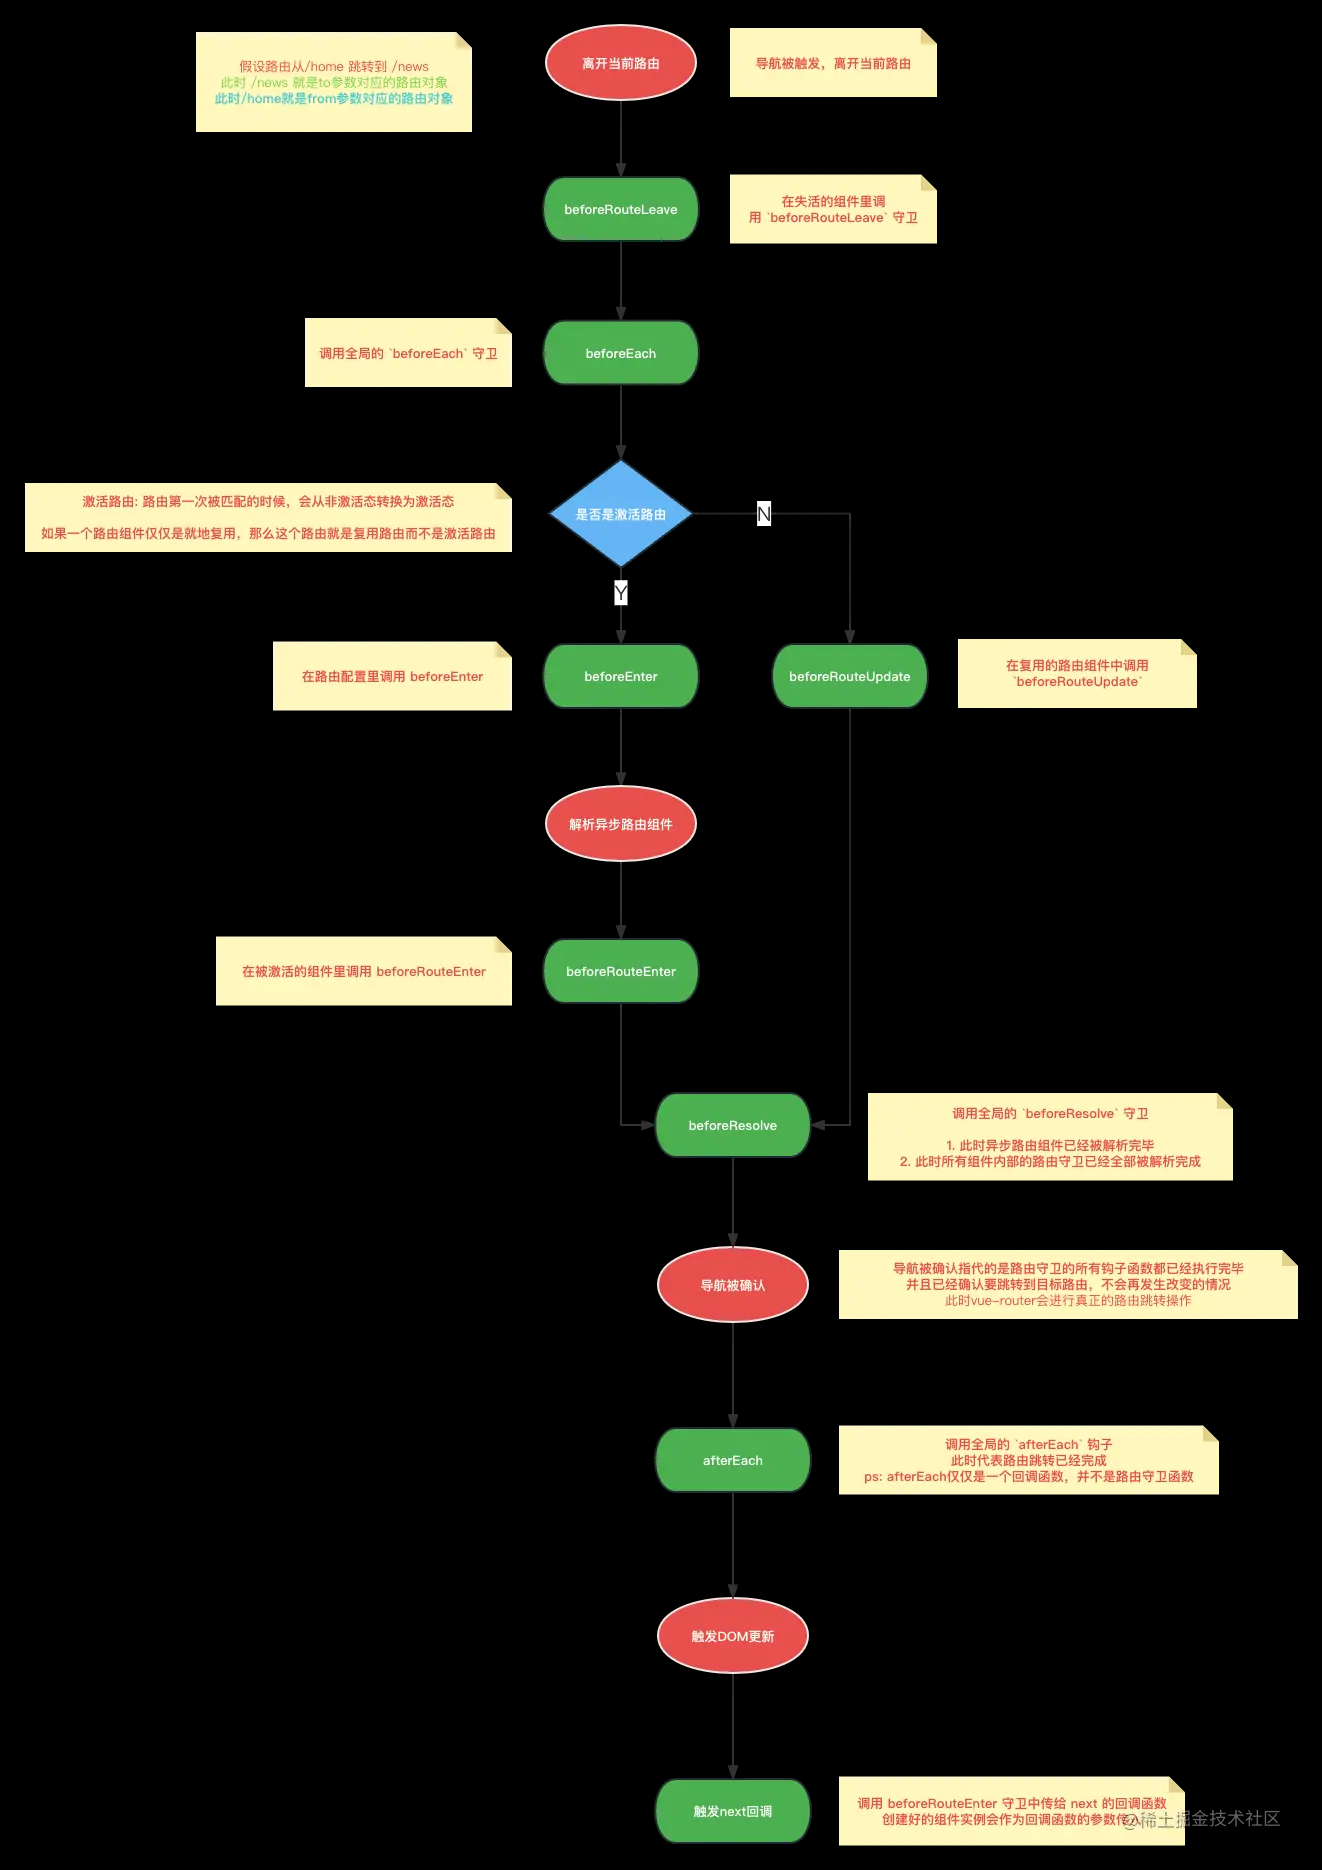 假设路由从/home 跳转到 /news
此时 /news 就是to参数对应的路由对象
此时/home就是from参数对应的路由对象
离开当前路由
导航被触发，离开当前路由
beforeRouteLeave
在失活的组件里调
用 `beforeRouteLeave` 守卫
调用全局的 `beforeEach` 守卫
beforeEach
激活路由: 路由第一次被匹配的时候，会从非激活态转换为激活态
如果一个路由组件仅仅是就地复用，那么这个路由就是复用路由而不是激活路由
是否是激活路由
N
Y
在路由配置里调用 beforeEnter
beforeEnter
beforeRouteUpdate
在复用的路由组件中调用
`beforeRouteUpdate`
解析异步路由组件
在被激活的组件里调用 beforeRouteEnter
beforeRouteEnter
beforeResolve
调用全局的 `beforeResolve` 守卫
1. 此时异步路由组件已经被解析完毕
2. 此时所有组件内部的路由守卫已经全部被解析完成
导航被确认
导航被确认指代的是路由守卫的所有钩子函数都已经执行完毕
并且已经确认要跳转到目标路由，不会再发生改变的情况
此时vue-router会进行真正的路由跳转操作
afterEach
调用全局的 `afterEach` 钩子
此时代表路由跳转已经完成
ps: afterEach仅仅是一个回调函数，并不是路由守卫函数
触发DOM更新
触发next回调
调用 beforeRouteEnter 守卫中传给 next 的回调函数
创建好的组件实例会作为回调函数的参数传入
@稀土掘金技术社区